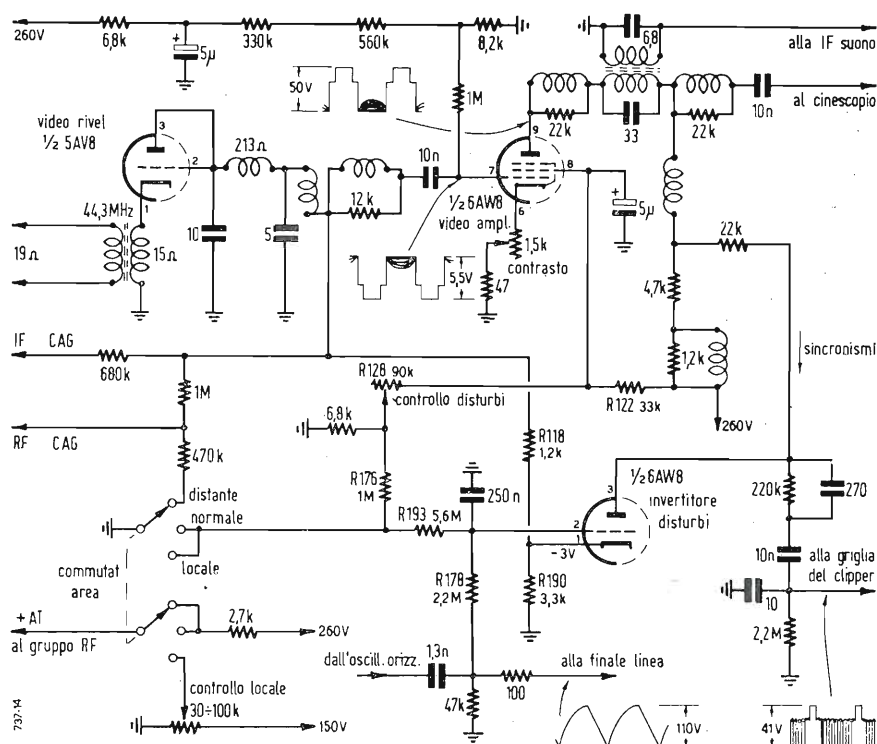 260V
6,8k
+
5µ
330k
560k
8,2k
6,8
alla IF suono
50V
1M
22k
33
22k
10n
al cinescopio
video rivel
½ 5AV8
3
2
1
213Ω
10n
9
7
8
6
½ 6AW8
video ampl.
12k
+
5µ
44,3MHz
19Ω
15Ω
10
5
5,5V
1,5k
contrasto
47
22k
4,7k
1,2k
sincronismi
IF CAG
680k
R128 90k
controllo disturbi
R122 33k
260V
1M
6,8k
RF CAG
470k
R118
1,2k
½ 6AW8
invertitore
disturbi
3
2
1
220k
270
distante
normale
locale
R176
1M
250n
R193 5,6M
-3V
10n
alla griglia
del clipper
commutat
area
R178
2,2M
R190
3,3k
10
2,2M
+ AT
al gruppo RF
2,7k
260V
dall'oscill.orizz.
1,3n
alla finale linea
100
47k
controllo locale
30÷100k
150V
110V
41V
737-14